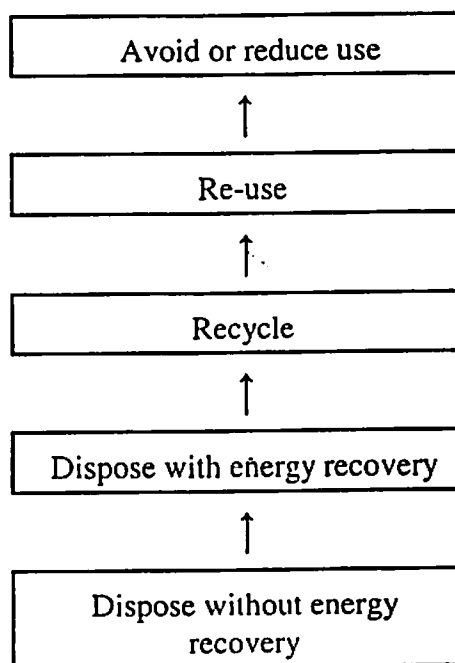 Avoid or reduce use
Re-use
Recycle
Dispose with energy recovery
Dispose without energy
recovery